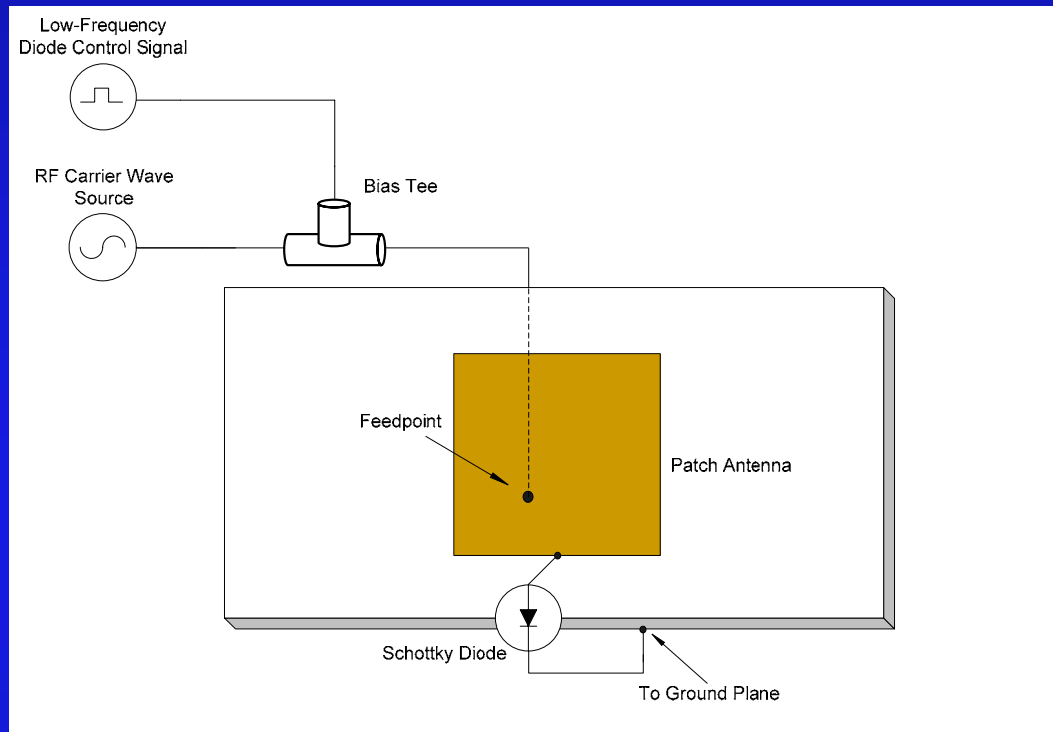 Low-Frequency
Diode Control Signal
RF Carrier Wave
Source
Bias Tee
Feedpoint
Patch Antenna
Schottky Diode
To Ground Plane